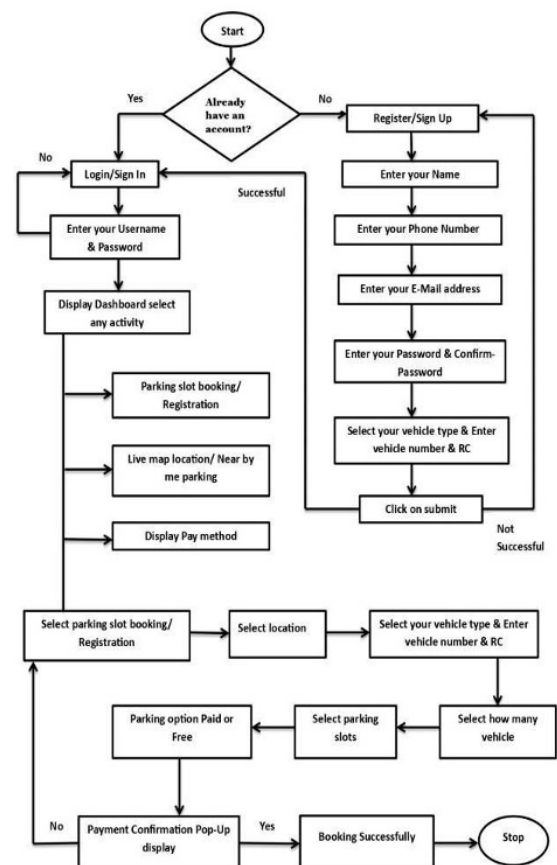 Start
Already
have an
account?
Yes
No
Login/Sign In
No
Enter your Username
& Password
Display Dashboard select
any activity
Parking slot booking/
Registration
Live map location/ Near by
me parking
Display Pay method
Register/Sign Up
Successful
Enter your Name
Enter your Phone Number
Enter your E-Mail address
Enter your Password & Confirm-
Password
Select your vehicle type & Enter
vehicle number & RC
Click on submit
Not
Successful
Select parking slot booking/
Registration
Select location
Select your vehicle type & Enter
vehicle number & RC
Select how many
vehicle
Select parking
slots
Parking option Paid or
Free
Payment Confirmation Pop-Up
display
No
Yes
Booking Successfully
Stop